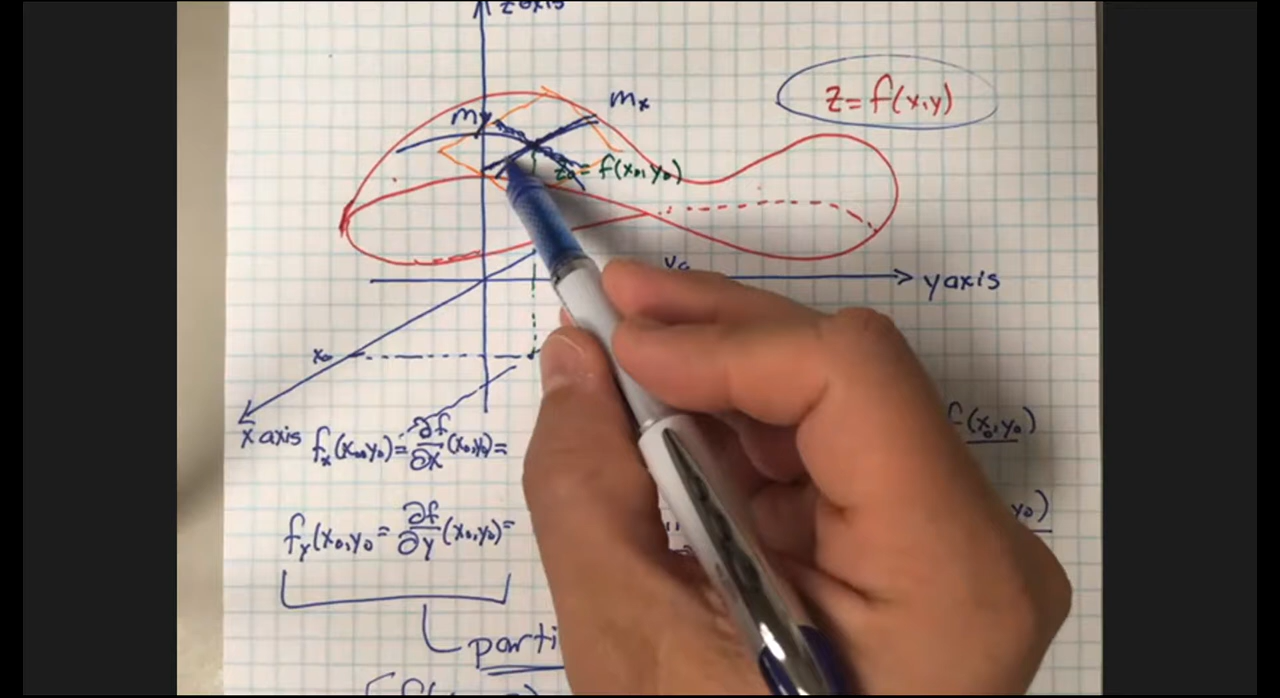 z axis
z=f(x,y)
mx
my
z₀=f(x₀,y₀)
y axis
x₀
x axis
fx(x₀,y₀)=∂f/∂x(x₀,y₀)=
f(x₀,y₀)
fy(x₀,y₀=∂f/∂y(x₀,y₀)=
y₀)
parti